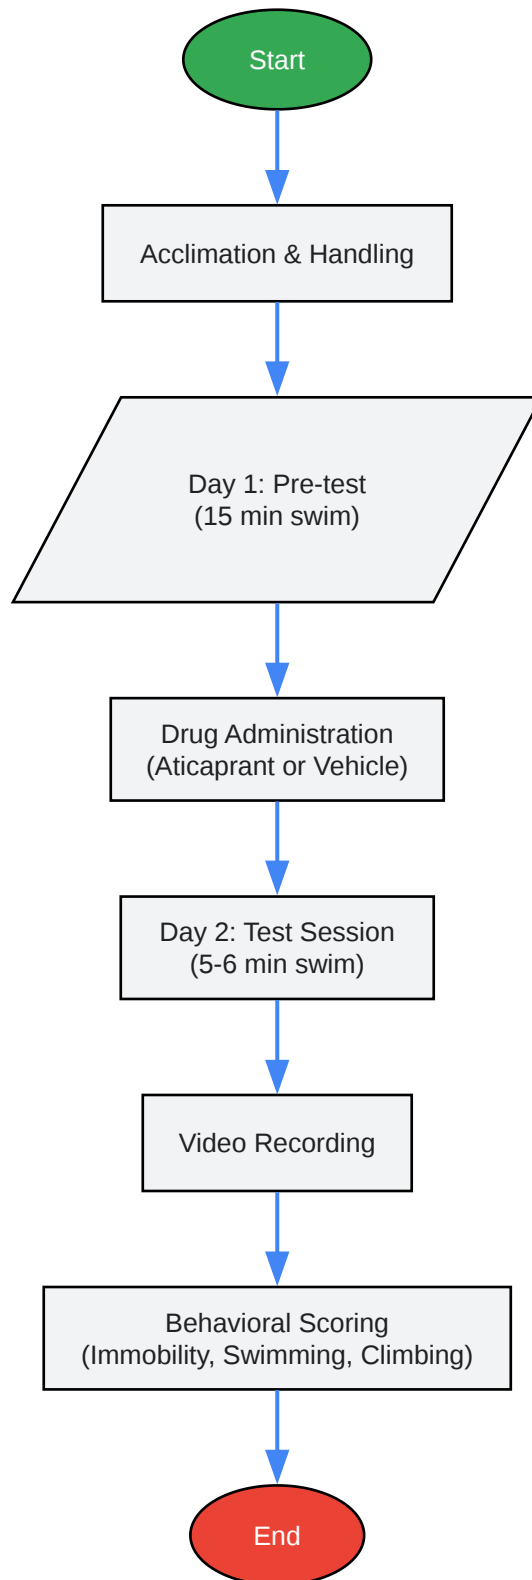 Start
Acclimation & Handling
Day 1: Pre-test
(15 min swim)
Drug Administration
(Aticaprant or Vehicle)
Day 2: Test Session
(5-6 min swim)
Video Recording
Behavioral Scoring
(Immobility, Swimming, Climbing)
End